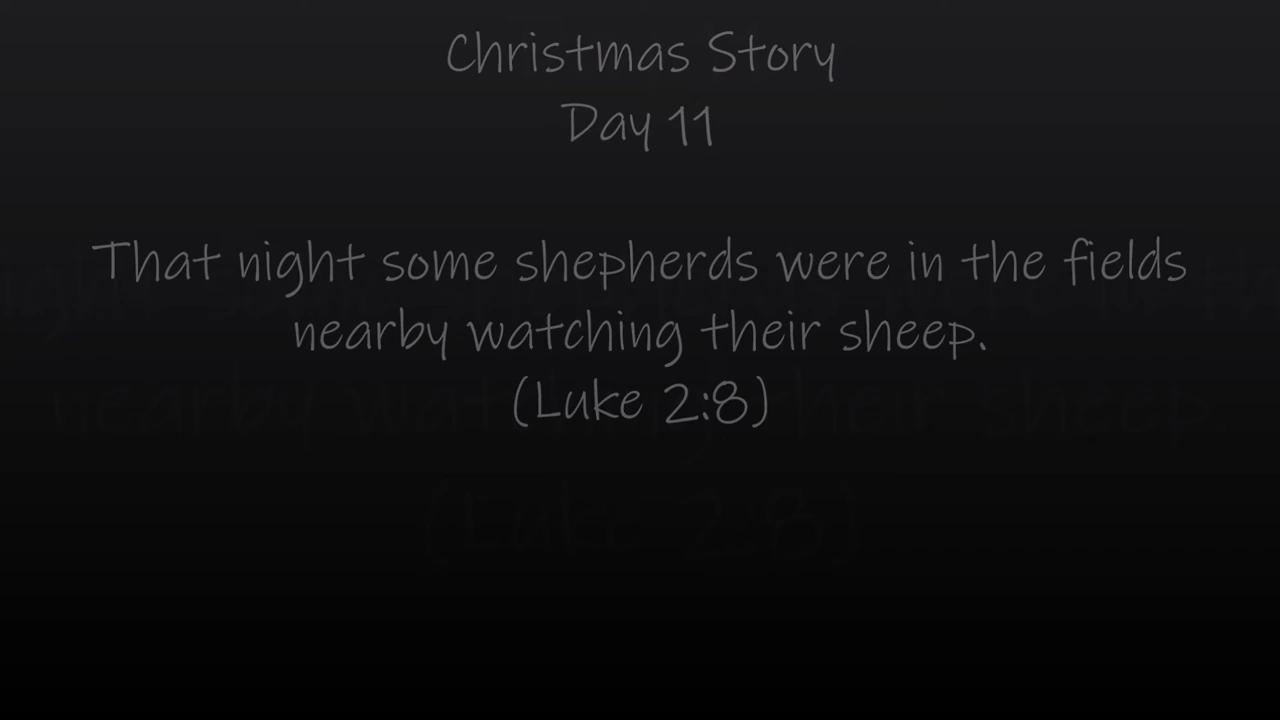 Christmas Story
Day 11
That night some shepherds were in the fields
nearby watching their sheep.
(Luke 2:8)